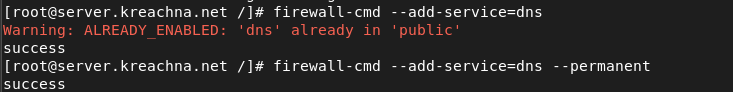 [root@server.kreachna.net /]# firewall-cmd --add-service=dns
Warning: ALREADY_ENABLED: 'dns' already in 'public'
success
[root@server.kreachna.net /]# firewall-cmd --add-service=dns --permanent
success